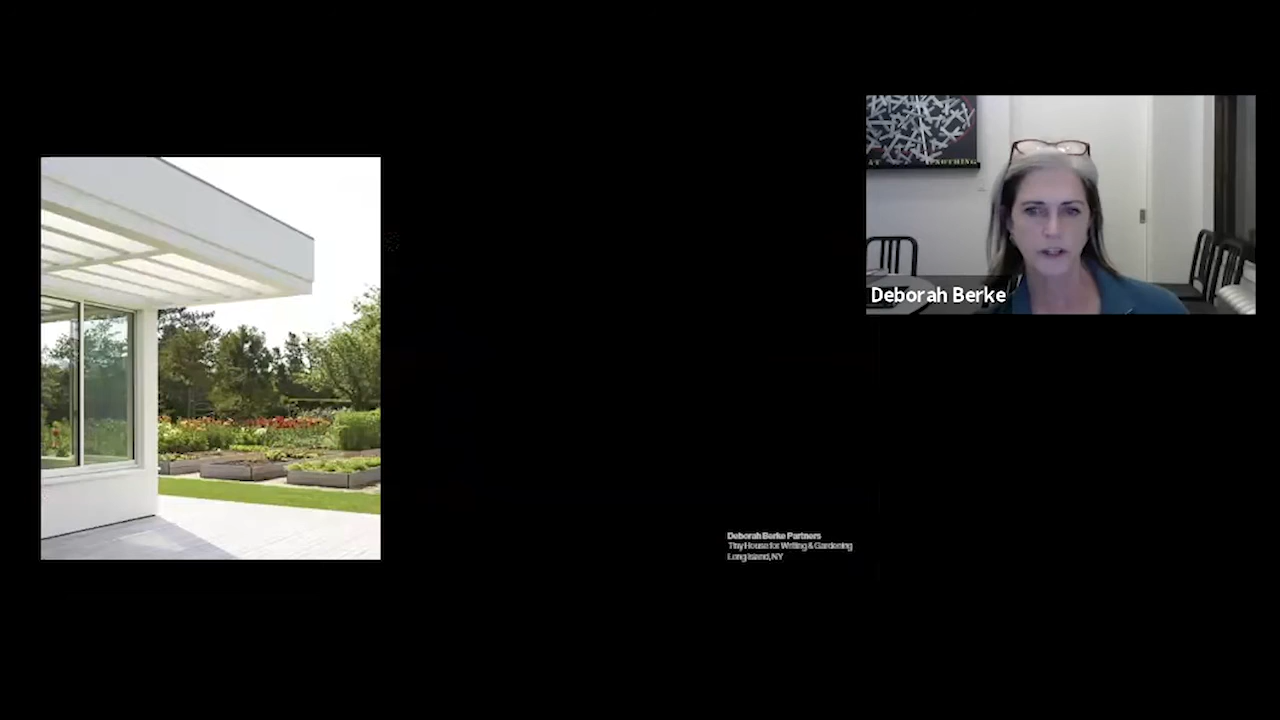 Deborah Berke
Deborah Berke Partners
Tiny House for Writing & Gardening
Long Island, NY